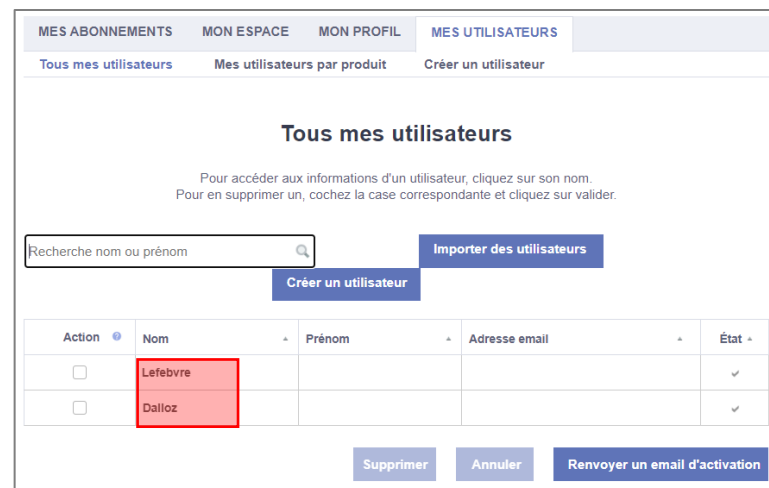 MES ABONNEMENTS MON ESPACE MON PROFIL MES UTILISATEURS
Tous mes utilisateurs Mes utilisateurs par produit Créer un utilisateur
Tous mes utilisateurs
Pour accéder aux informations d'un utilisateur, cliquez sur son nom.
Pour en supprimer un, cochez la case correspondante et cliquez sur valider.
Recherche nom ou prénom
Importer des utilisateurs
Créer un utilisateur
Action ? Nom Prénom Adresse email État
Lefebvre
Dalloz
Supprimer Annuler Renvoyer un email d'activation